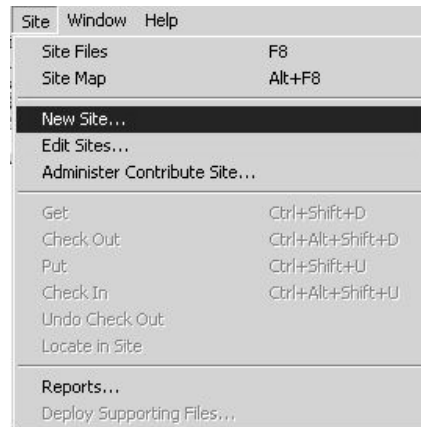 Site Window Help
Site Files F8
Site Map Alt+F8
New Site...
Edit Sites...
Administer Contribute Site...
Get Ctrl+Shift+D
Check Out Ctrl+Alt+Shift+D
Put Ctrl+Shift+U
Check In Ctrl+Alt+Shift+U
Undo Check Out
Locate in Site
Reports...
Deploy Supporting Files...